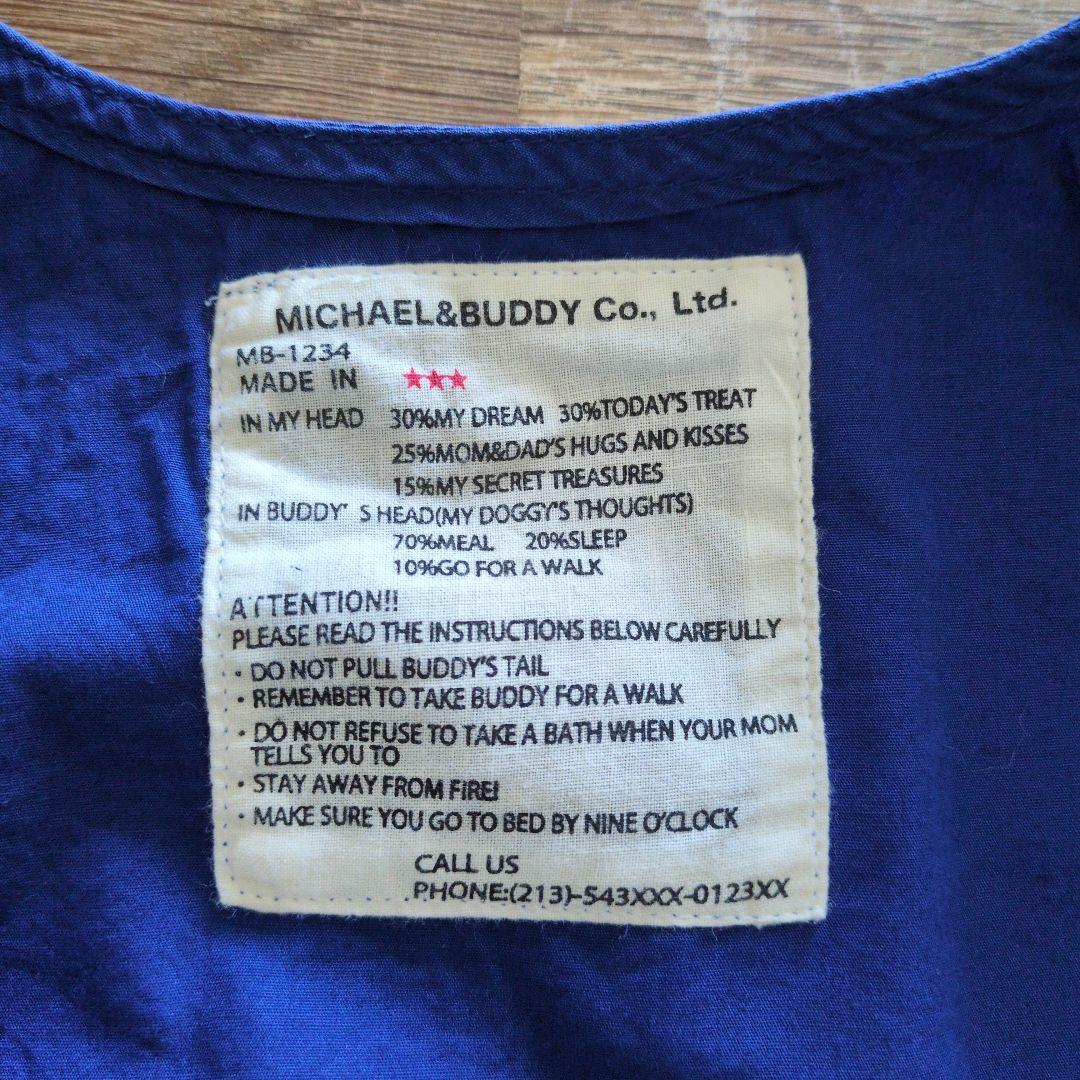 MICHAEL&BUDDY Co., Ltd.
MB-1234
MADE IN ★★★
IN MY HEAD 30%MY DREAM 30%TODAY'S TREAT
25%MOM&DAD'S HUGS AND KISSES
15%MY SECRET TREASURES
IN BUDDY' S HEAD(MY DOGGY'S THOUGHTS)
70%MEAL 20%SLEEP
10%GO FOR A WALK
ATTENTION!!
PLEASE READ THE INSTRUCTIONS BELOW CAREFULLY
・DO NOT PULL BUDDY'S TAIL
・REMEMBER TO TAKE BUDDY FOR A WALK
・DO NOT REFUSE TO TAKE A BATH WHEN YOUR MOM
TELLS YOU TO
・STAY AWAY FROM FIRE!
・MAKE SURE YOU GO TO BED BY NINE O'CLOCK
CALL US
PHONE:(213)-543XXX-0123XX